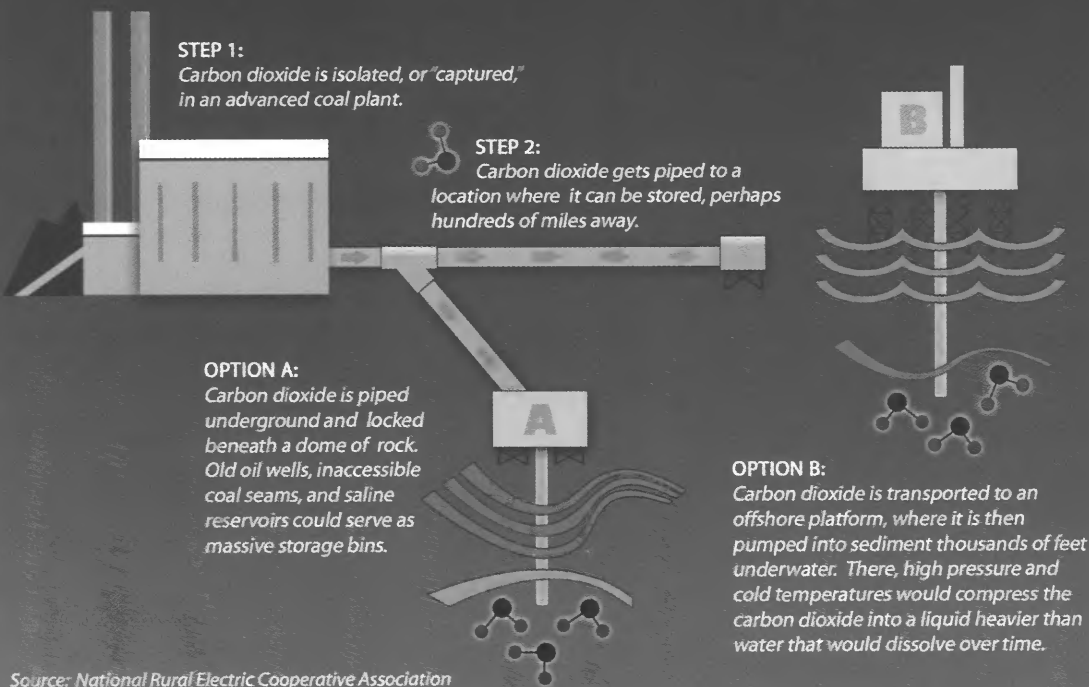 STEP 1:
Carbon dioxide is isolated, or "captured,"
in an advanced coal plant.
STEP 2:
Carbon dioxide gets piped to a
location where it can be stored, perhaps
hundreds of miles away.
B
OPTION A:
Carbon dioxide is piped
underground and locked
beneath a dome of rock.
Old oil wells, inaccessible
coal seams, and saline
reservoirs could serve as
massive storage bins.
A
OPTION B:
Carbon dioxide is transported to an
offshore platform, where it is then
pumped into sediment thousands of feet
underwater. There, high pressure and
cold temperatures would compress the
carbon dioxide into a liquid heavier than
water that would dissolve over time.
Source: National Rural Electric Cooperative Association